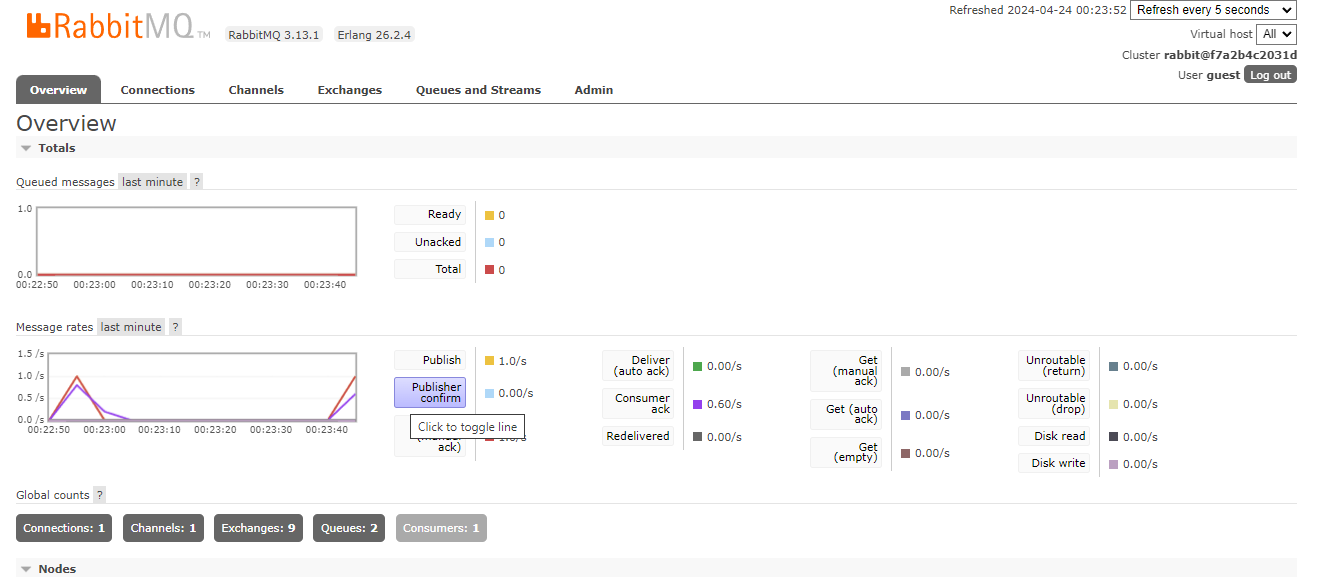 RabbitMQ TM RabbitMQ 3.13.1 Erlang 26.2.4
Refreshed 2024-04-24 00:23:52 Refresh every 5 seconds
Virtual host All
Cluster rabbit@f7a2b4c2031d
User guest Log out
Overview Connections Channels Exchanges Queues and Streams Admin
Overview
Totals
Queued messages last minute ?
1.0
0.0
00:22:50 00:23:00 00:23:10 00:23:20 00:23:30 00:23:40
Ready 0
Unacked 0
Total 0
Message rates last minute ?
1.5 /s
1.0 /s
0.5 /s
0.0 /s
00:22:50 00:23:00 00:23:10 00:23:20 00:23:30 00:23:40
Publish 1.0/s
Publisher
confirm 0.00/s
Click to toggle line
ack)
Deliver
(auto ack) 0.00/s
Consumer
ack 0.60/s
Redelivered 0.00/s
Get
(manual
ack) 0.00/s
Get (auto
ack) 0.00/s
Get
(empty) 0.00/s
Unroutable
(return) 0.00/s
Unroutable
(drop) 0.00/s
Disk read 0.00/s
Disk write 0.00/s
Global counts ?
Connections: 1 Channels: 1 Exchanges: 9 Queues: 2 Consumers: 1
Nodes